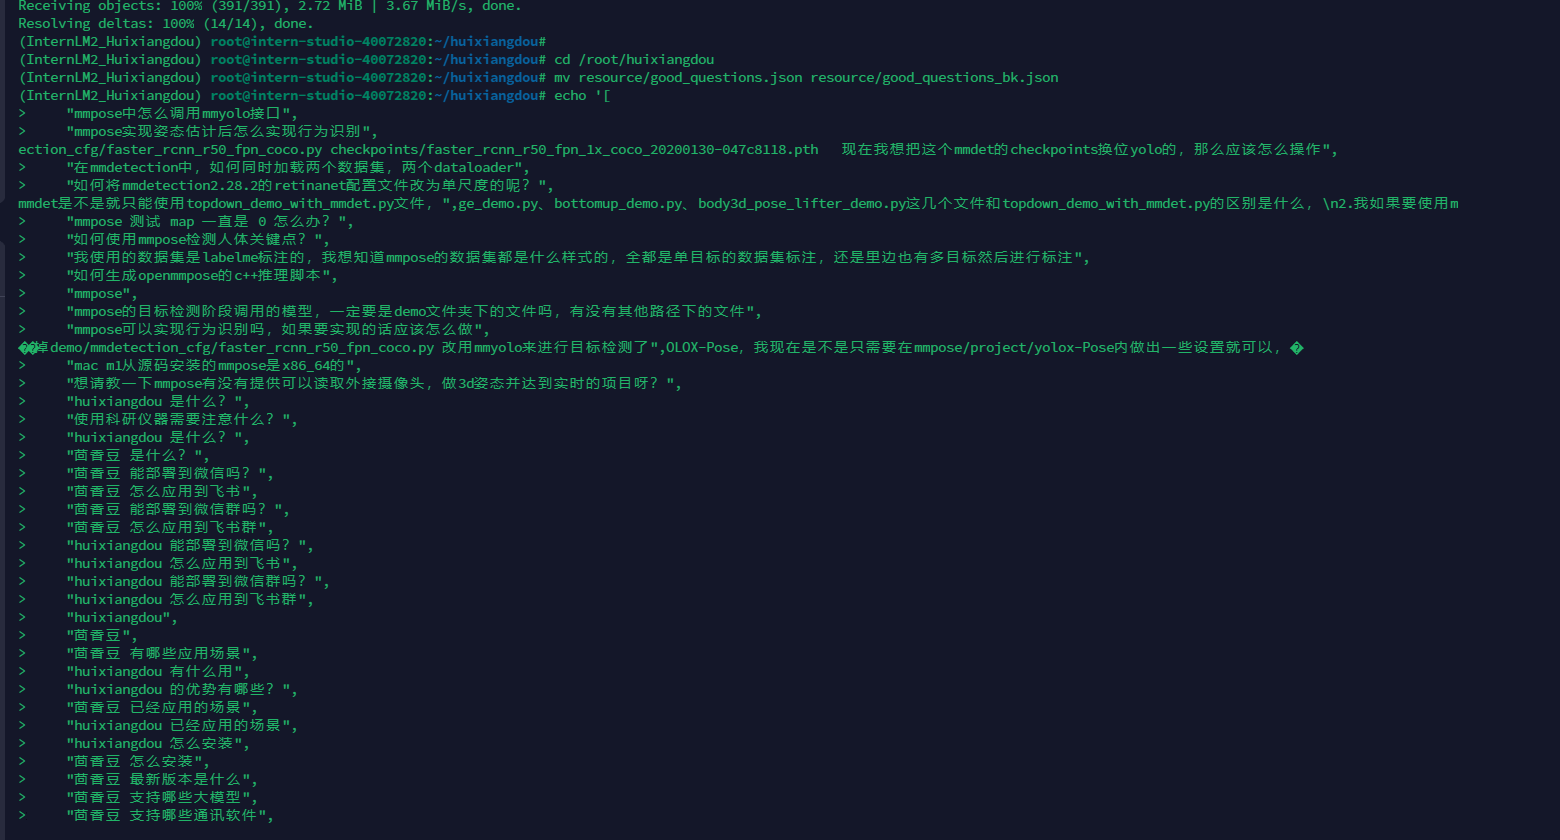 Receiving objects: 100% (391/391), 2.72 MiB | 3.67 MiB/s, done.
Resolving deltas: 100% (14/14), done.
(InternLM2_Huixiangdou) root@intern-studio-40072820:~/huixiangdou#
(InternLM2_Huixiangdou) root@intern-studio-40072820:~/huixiangdou# cd /root/huixiangdou
(InternLM2_Huixiangdou) root@intern-studio-40072820:~/huixiangdou# mv resource/good_questions.json resource/good_questions_bk.json
(InternLM2_Huixiangdou) root@intern-studio-40072820:~/huixiangdou# echo '[
>     "mmpose中怎么调用mmyolo接口",
>     "mmpose实现姿态估计后怎么实现行为识别",
ection_cfg/faster_rcnn_r50_fpn_coco.py checkpoints/faster_rcnn_r50_fpn_1x_coco_20200130-047c8118.pth   现在我想把这个mmdet的checkpoints换位yolo的，那么应该怎么操作",
>     "在mmdetection中，如何同时加载两个数据集，两个dataloader",
>     "如何将mmdetection2.28.2的retinanet配置文件改为单尺度的呢？",
mmdet是不是就只能使用topdown_demo_with_mmdet.py文件，",ge_demo.py、bottomup_demo.py、body3d_pose_lifter_demo.py这几个文件和topdown_demo_with_mmdet.py的区别是什么，\n2.我如果要使用m
>     "mmpose 测试 map 一直是 0 怎么办？",
>     "如何使用mmpose检测人体关键点？",
>     "我使用的数据集是labelme标注的，我想知道mmpose的数据集都是什么样式的，全都是单目标的数据集标注，还是里边也有多目标然后进行标注",
>     "如何生成openmmpose的c++推理脚本",
>     "mmpose",
>     "mmpose的目标检测阶段调用的模型，一定要是demo文件夹下的文件吗，有没有其他路径下的文件",
>     "mmpose可以实现行为识别吗，如果要实现的话应该怎么做",
��掉demo/mmdetection_cfg/faster_rcnn_r50_fpn_coco.py 改用mmyolo来进行目标检测了",OLOX-Pose，我现在是不是只需要在mmpose/project/yolox-Pose内做出一些设置就可以，�
>     "mac m1从源码安装的mmpose是x86_64的",
>     "想请教一下mmpose有没有提供可以读取外接摄像头，做3d姿态并达到实时的项目呀？",
>     "huixiangdou 是什么？",
>     "使用科研仪器需要注意什么？",
>     "huixiangdou 是什么？",
>     "茴香豆 是什么？",
>     "茴香豆 能部署到微信吗？",
>     "茴香豆 怎么应用到飞书",
>     "茴香豆 能部署到微信群吗？",
>     "茴香豆 怎么应用到飞书群",
>     "huixiangdou 能部署到微信吗？",
>     "huixiangdou 怎么应用到飞书",
>     "huixiangdou 能部署到微信群吗？",
>     "huixiangdou 怎么应用到飞书群",
>     "huixiangdou",
>     "茴香豆",
>     "茴香豆 有哪些应用场景",
>     "huixiangdou 有什么用",
>     "huixiangdou 的优势有哪些？",
>     "茴香豆 已经应用的场景",
>     "huixiangdou 已经应用的场景",
>     "huixiangdou 怎么安装",
>     "茴香豆 怎么安装",
>     "茴香豆 最新版本是什么",
>     "茴香豆 支持哪些大模型",
>     "茴香豆 支持哪些通讯软件",